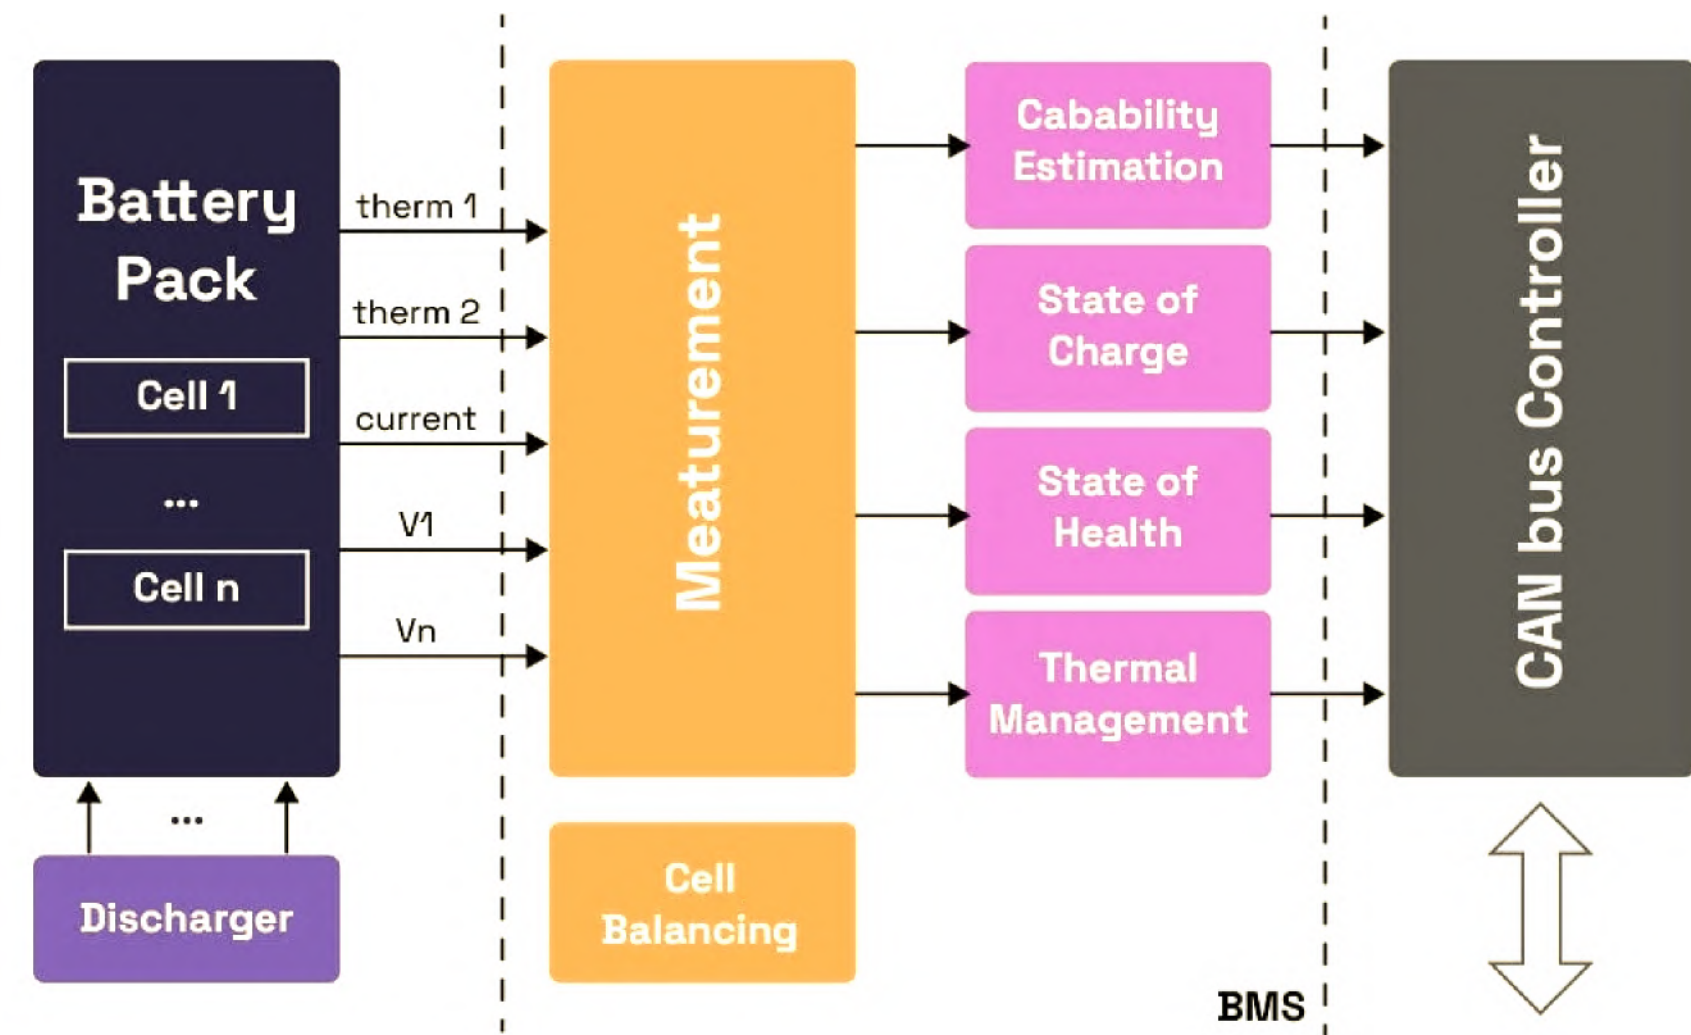 Battery
Pack
Cell 1
...
Cell n
...
Discharger
therm 1
therm 2
current
V1
Vn
Meaturement
Cell
Balancing
Cabability
Estimation
State of
Charge
State of
Health
Thermal
Management
BMS
CAN bus Controller